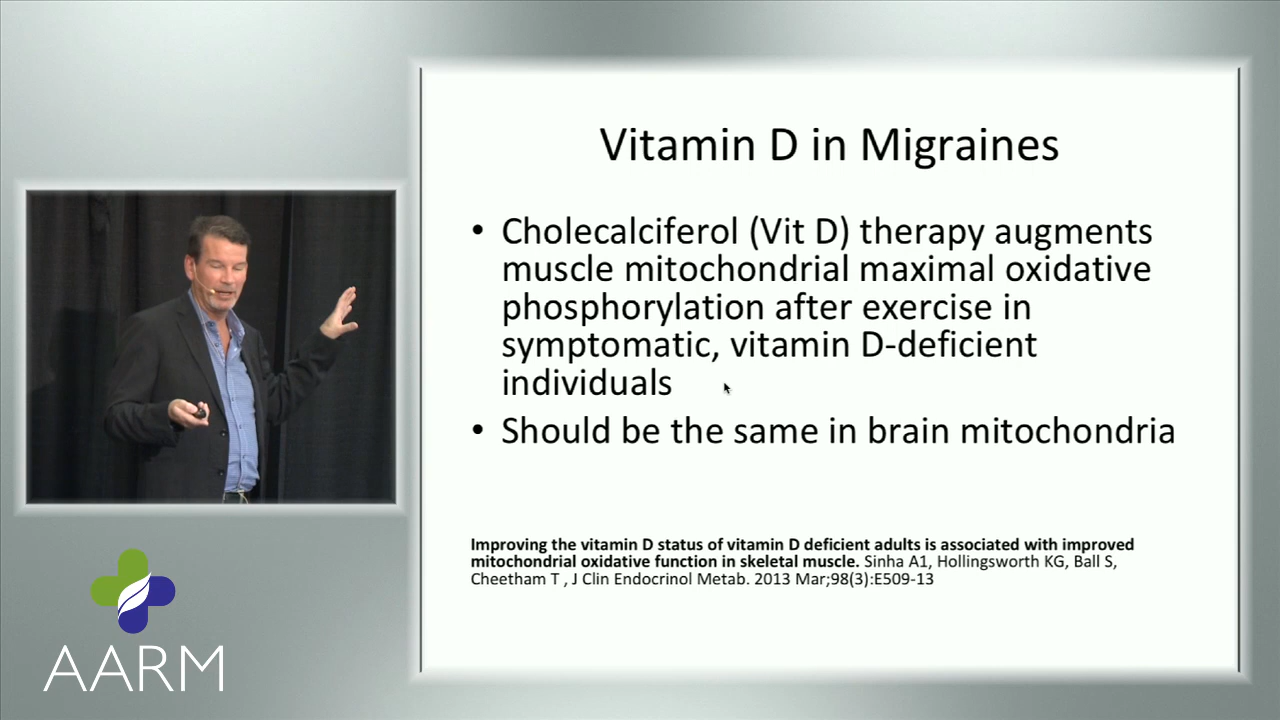 Vitamin D in Migraines
• Cholecalciferol (Vit D) therapy augments
muscle mitochondrial maximal oxidative
phosphorylation after exercise in
symptomatic, vitamin D-deficient
individuals
• Should be the same in brain mitochondria
Improving the vitamin D status of vitamin D deficient adults is associated with improved
mitochondrial oxidative function in skeletal muscle. Sinha A1, Hollingsworth KG, Ball S,
Cheetham T , J Clin Endocrinol Metab. 2013 Mar;98(3):E509-13
AARM